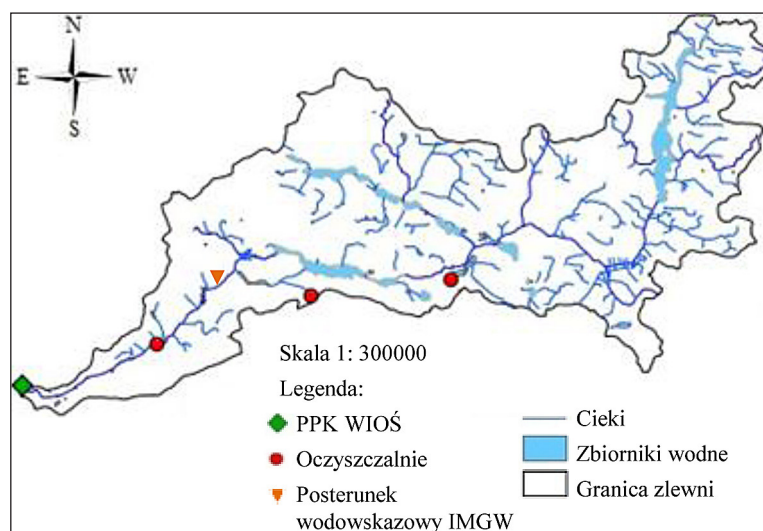 N
E W
S
Skala 1: 300000
Legenda:
PPK WIOŚ
Oczyszczalnie
Posterunek
wodowskazowy IMGW
Cieki
Zbiorniki wodne
Granica zlewni